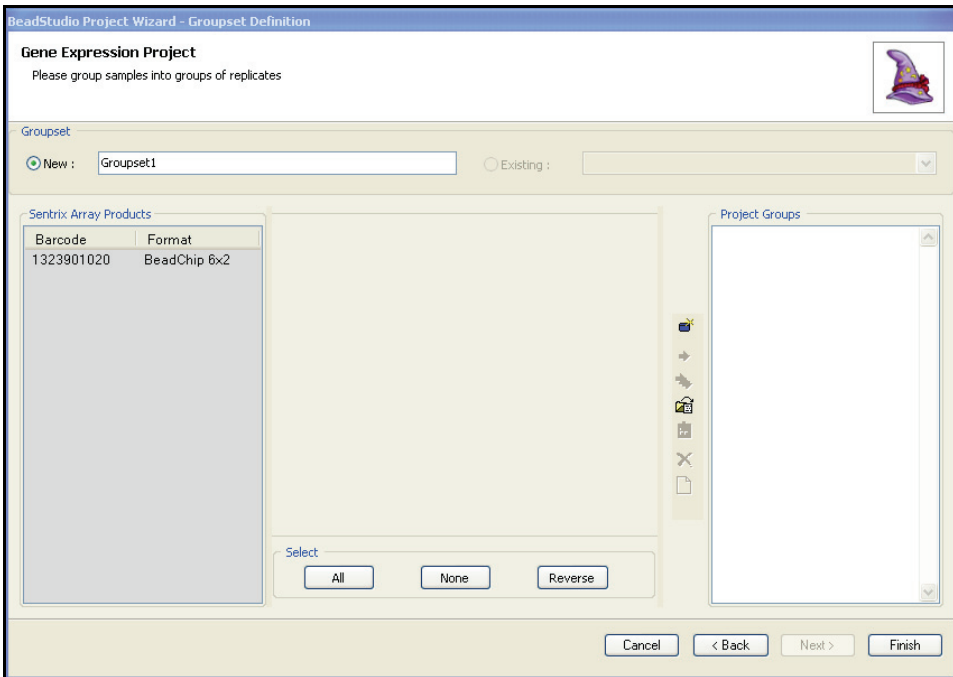 BeadStudio Project Wizard - Groupset Definition
Gene Expression Project
Please group samples into groups of replicates
Groupset
New : Groupset1 Existing :
Sentrix Array Products
Barcode Format
1323901020 BeadChip 6x2
Project Groups
Select
All None Reverse
Cancel < Back Next > Finish